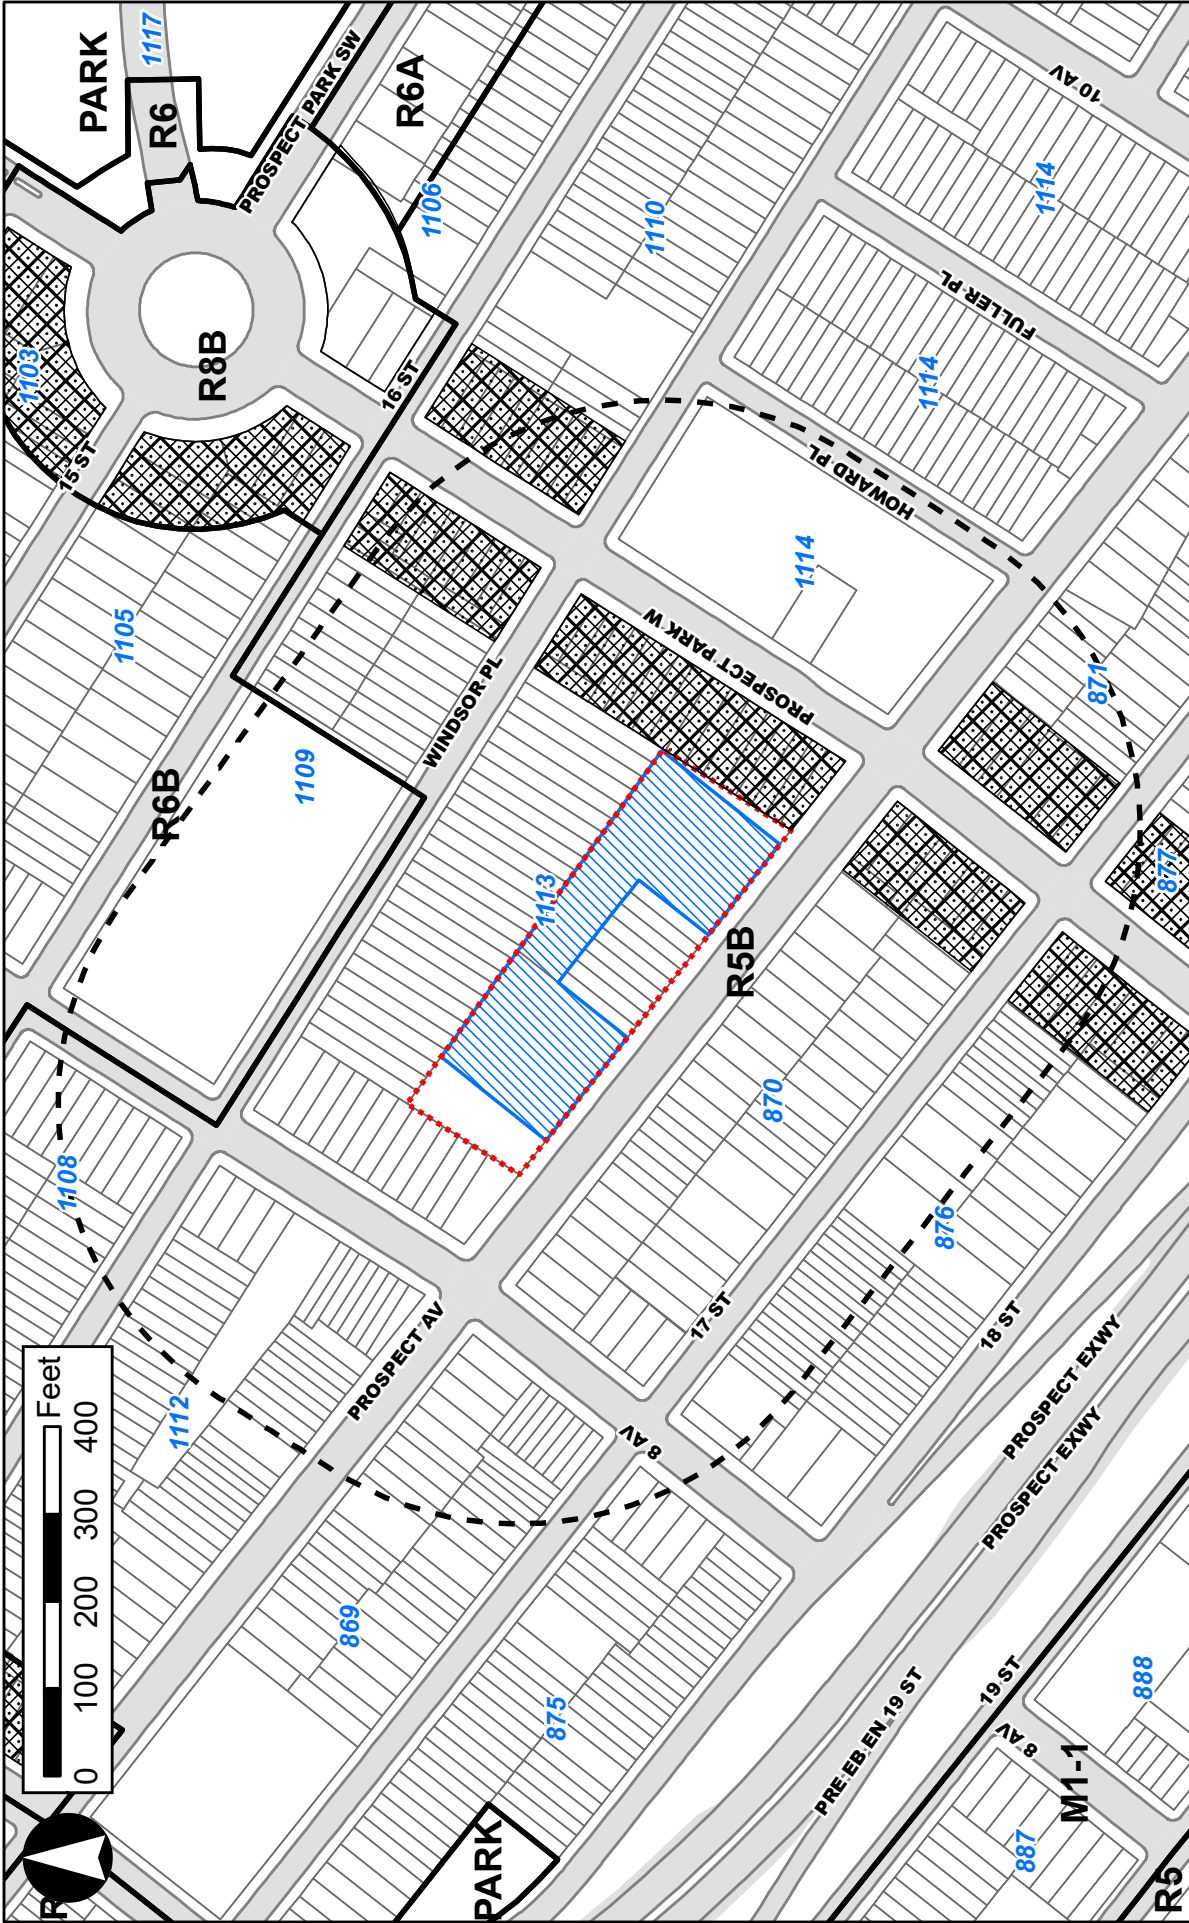 R
0 100 200 300 400 Feet
1108
1112
PROSPECT AV
869
875
PARK
R6B
1109
1105
15 ST
1103
R8B
16 ST
PARK
R6
1117
PROSPECT PARK SW
R6A
1106
1110
WINDSOR PL
1113
PROSPECT PARK W
1114
HOWARD PL
1114
FULLER PL
1114
10 AV
R5B
870
871
877
876
17 ST
8 AV
18 ST
PROSPECT EXWY
PROSPECT EXWY
PRE EB EN 19 ST
19 ST
8 AV
M1-1
888
887
R5